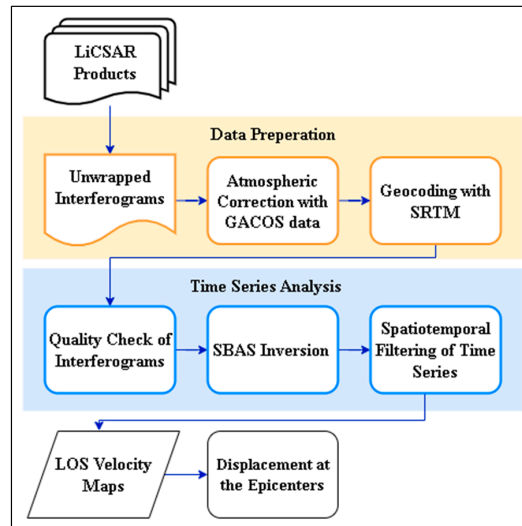 LiCSAR
Products
Data Preperation
Unwrapped
Interferograms
Atmospheric
Correction with
GACOS data
Geocoding with
SRTM
Time Series Analysis
Quality Check of
Interferograms
SBAS Inversion
Spatiotemporal
Filtering of Time
Series
LOS Velocity
Maps
Displacement at
the Epicenters